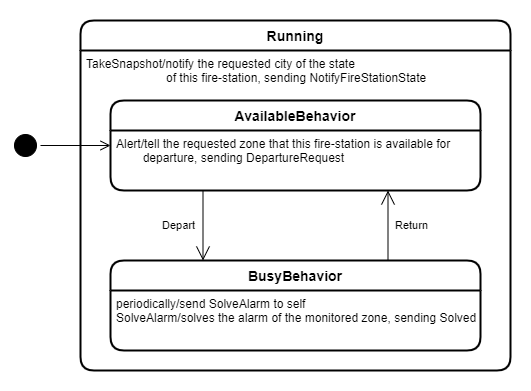 Running
TakeSnapshot/notify the requested city of the state
of this fire-station, sending NotifyFireStationState
AvailableBehavior
Alert/tell the requested zone that this fire-station is available for
departure, sending DepartureRequest
Depart
Return
BusyBehavior
periodically/send SolveAlarm to self
SolveAlarm/solves the alarm of the monitored zone, sending Solved